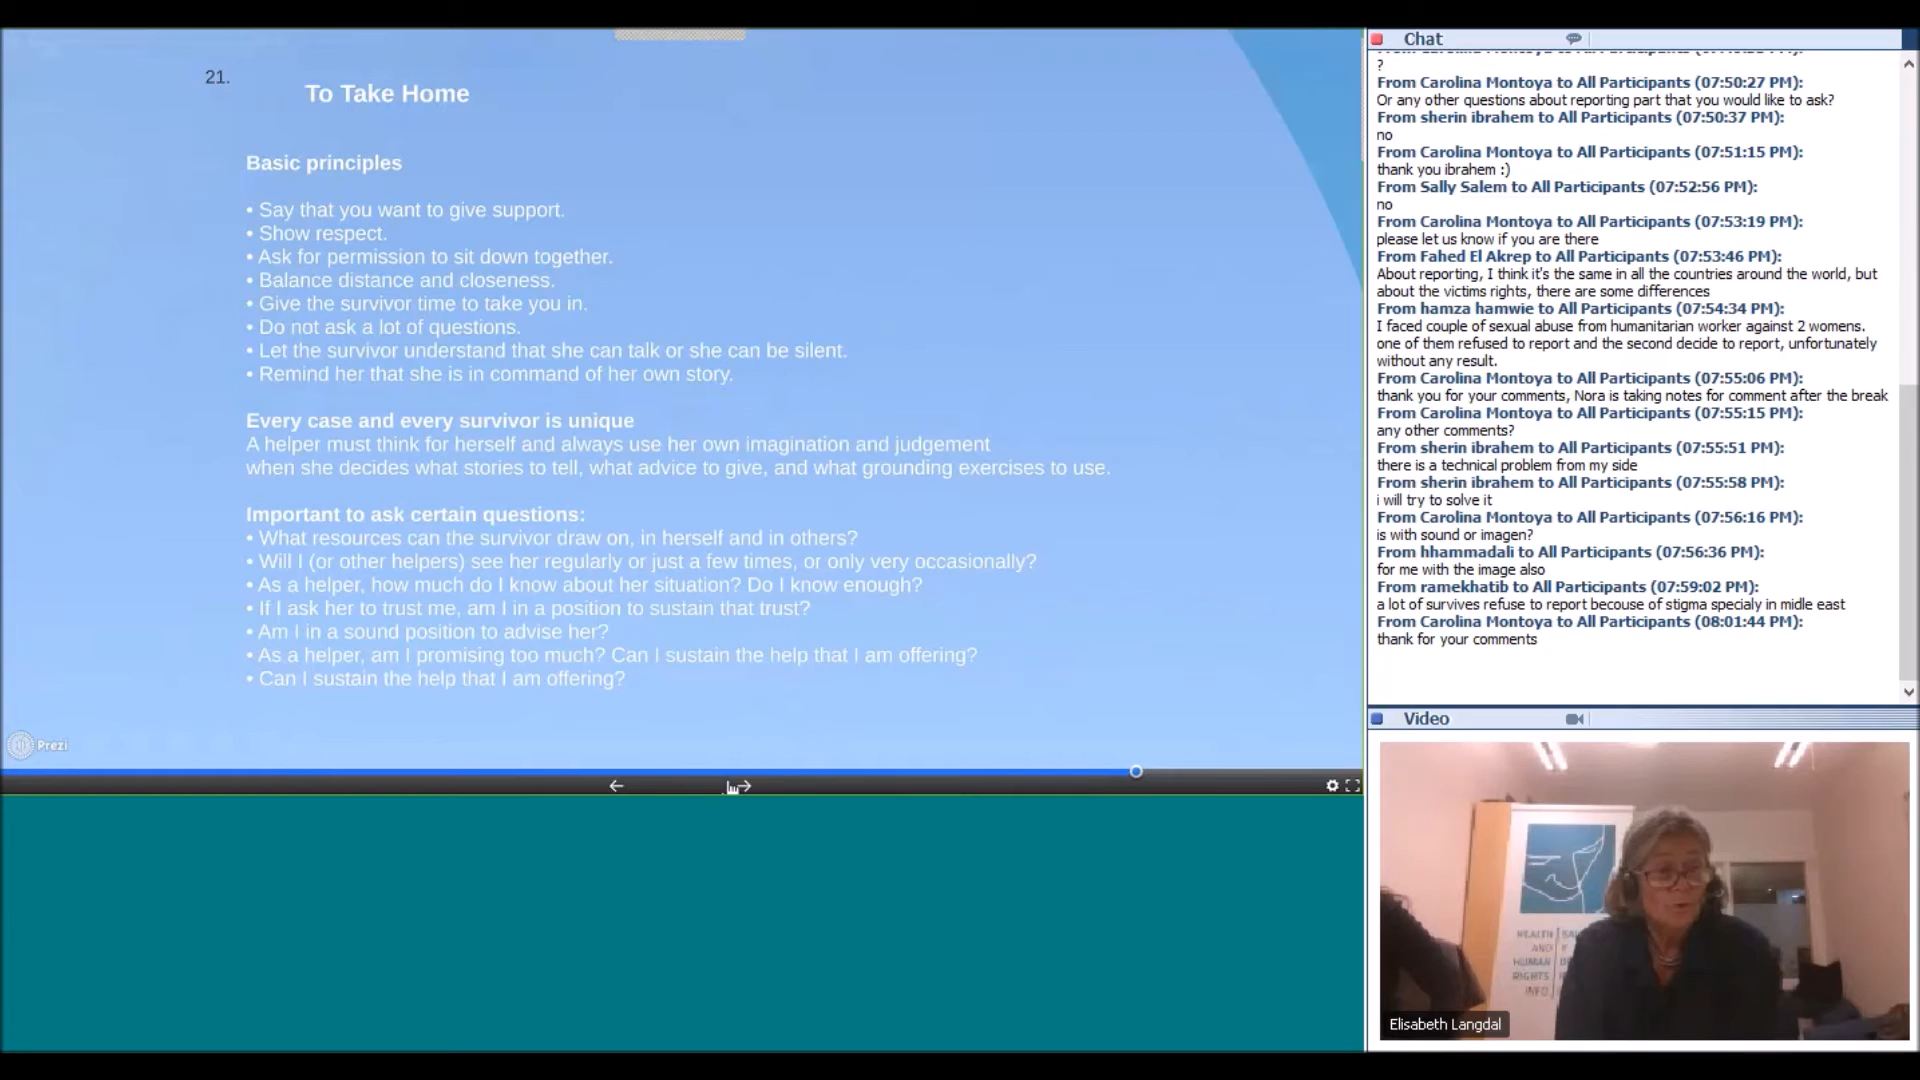 21.
To Take Home
Basic principles
• Say that you want to give support.
• Show respect.
• Ask for permission to sit down together.
• Balance distance and closeness.
• Give the survivor time to take you in.
• Do not ask a lot of questions.
• Let the survivor understand that she can talk or she can be silent.
• Remind her that she is in command of her own story.
Every case and every survivor is unique
A helper must think for herself and always use her own imagination and judgement
when she decides what stories to tell, what advice to give, and what grounding exercises to use.
Important to ask certain questions:
• What resources can the survivor draw on, in herself and in others?
• Will I (or other helpers) see her regularly or just a few times, or only very occasionally?
• As a helper, how much do I know about her situation? Do I know enough?
• If I ask her to trust me, am I in a position to sustain that trust?
• Am I in a sound position to advise her?
• As a helper, am I promising too much? Can I sustain the help that I am offering?
• Can I sustain the help that I am offering?
Prezi
Chat
?
From Carolina Montoya to All Participants (07:50:27 PM):
Or any other questions about reporting part that you would like to ask?
From sherin ibrahem to All Participants (07:50:37 PM):
no
From Carolina Montoya to All Participants (07:51:15 PM):
thank you ibrahem :)
From Sally Salem to All Participants (07:52:56 PM):
no
From Carolina Montoya to All Participants (07:53:19 PM):
please let us know if you are there
From Fahed El Akrep to All Participants (07:53:46 PM):
About reporting, I think it's the same in all the countries around the world, but
about the victims rights, there are some differences
From hamza hamwie to All Participants (07:54:34 PM):
I faced couple of sexual abuse from humanitarian worker against 2 womens.
one of them refused to report and the second decide to report, unfortunately
without any result.
From Carolina Montoya to All Participants (07:55:06 PM):
thank you for your comments, Nora is taking notes for comment after the break
From Carolina Montoya to All Participants (07:55:15 PM):
any other comments?
From sherin ibrahem to All Participants (07:55:51 PM):
there is a technical problem from my side
From sherin ibrahem to All Participants (07:55:58 PM):
i will try to solve it
From Carolina Montoya to All Participants (07:56:16 PM):
is with sound or imagen?
From hhammadali to All Participants (07:56:36 PM):
for me with the image also
From ramekhatib to All Participants (07:59:02 PM):
a lot of survives refuse to report becouse of stigma specialy in midle east
From Carolina Montoya to All Participants (08:01:44 PM):
thank for your comments
Video
HEALTH
AND
HUMAN
RIGHTS
INFO
Elisabeth Langdal